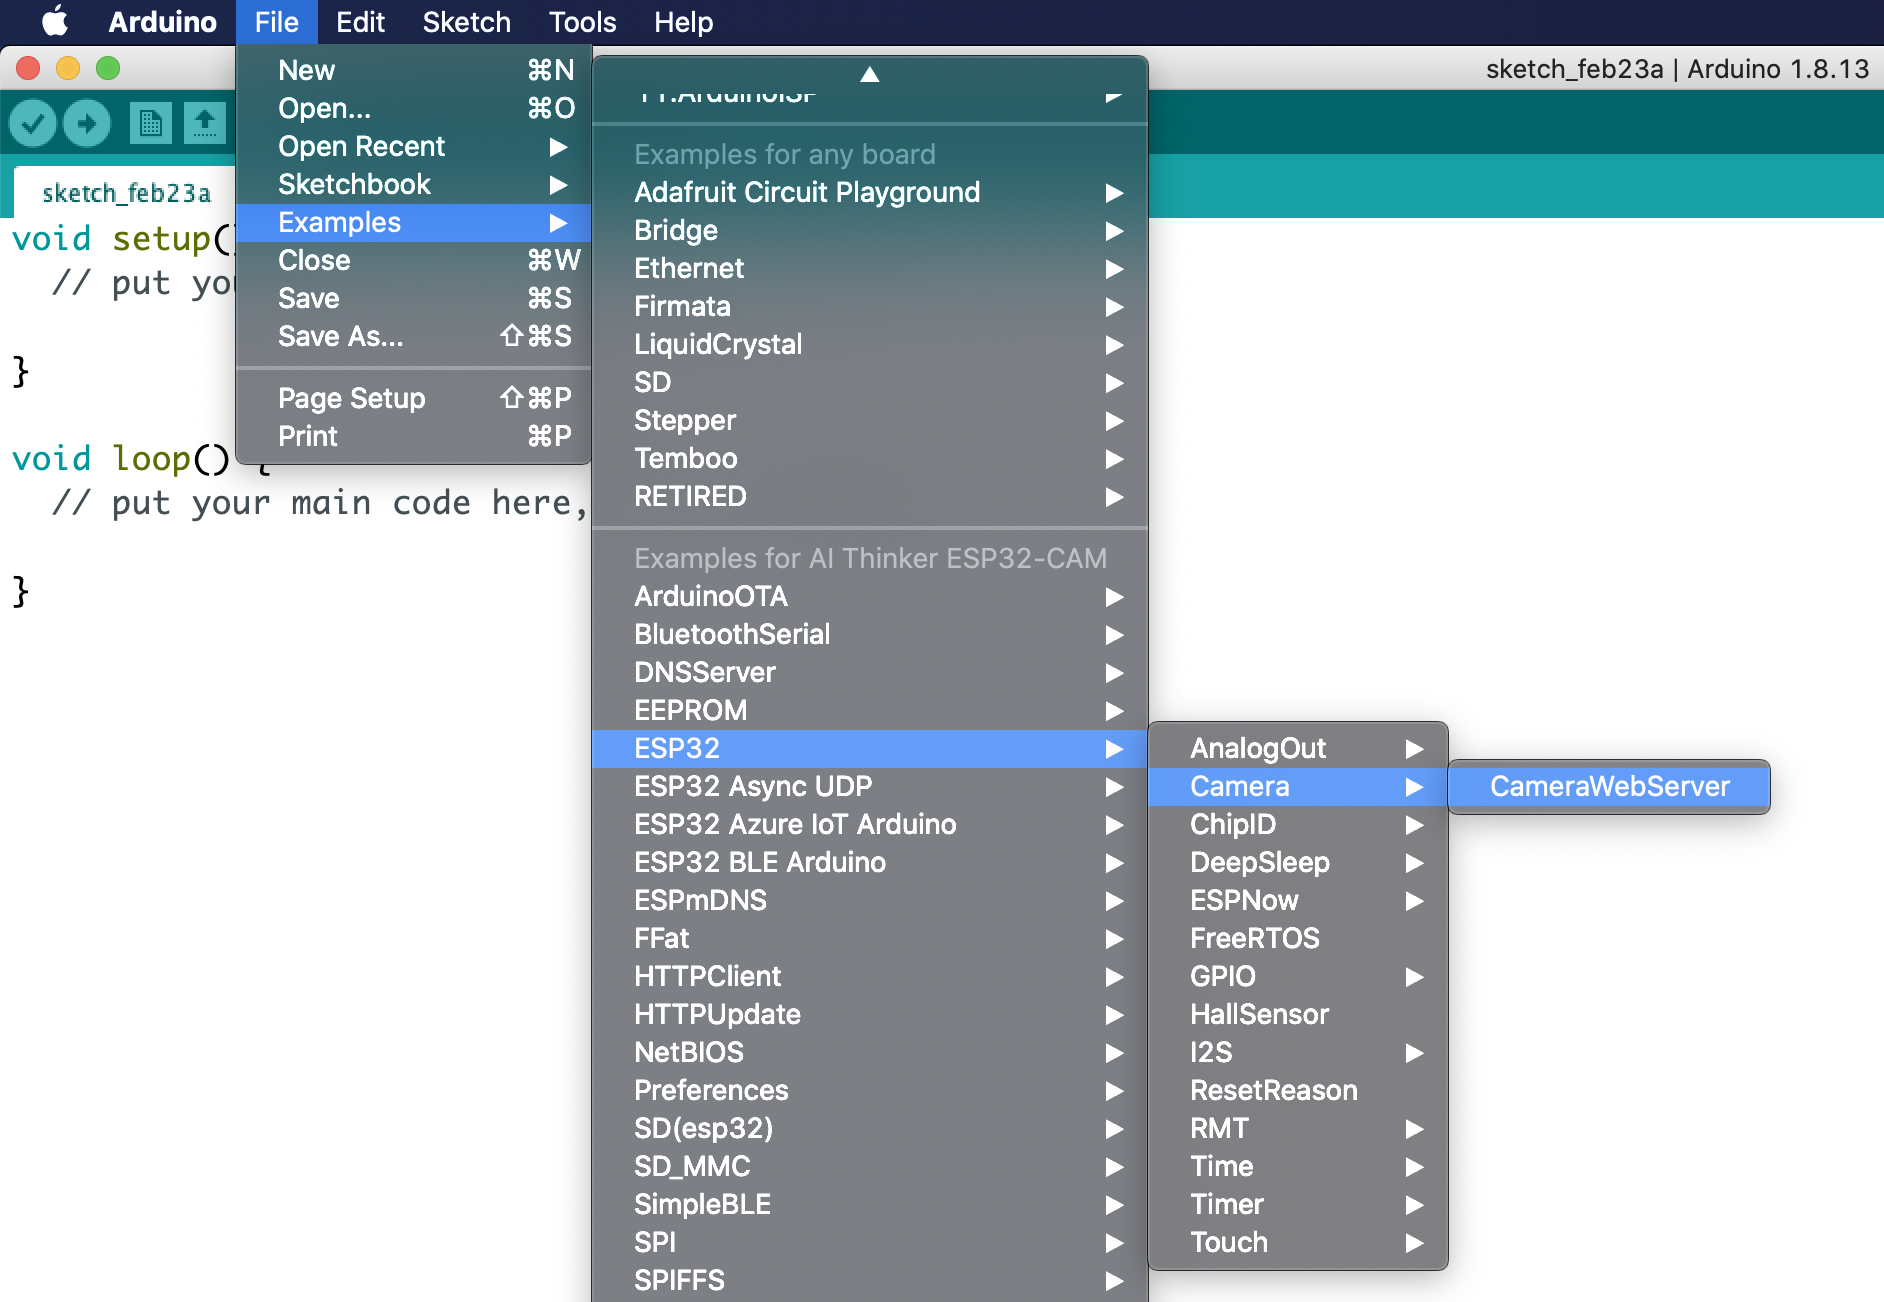 Arduino File Edit Sketch Tools Help
sketch_feb23a | Arduino 1.8.13
sketch_feb23a
void setup()
// put you
}
void loop() {
// put your main code here,
}
New ⌘N
Open... ⌘O
Open Recent ▶
Sketchbook ▶
Examples ▶
Close ⌘W
Save ⌘S
Save As... ⇧⌘S
Page Setup ⇧⌘P
Print ⌘P
11.ArduinoISP ▶
Examples for any board
Adafruit Circuit Playground ▶
Bridge ▶
Ethernet ▶
Firmata ▶
LiquidCrystal ▶
SD ▶
Stepper ▶
Temboo ▶
RETIRED ▶
Examples for AI Thinker ESP32-CAM
ArduinoOTA ▶
BluetoothSerial ▶
DNSServer ▶
EEPROM ▶
ESP32 ▶
ESP32 Async UDP ▶
ESP32 Azure IoT Arduino ▶
ESP32 BLE Arduino ▶
ESPmDNS ▶
FFat ▶
HTTPClient ▶
HTTPUpdate ▶
NetBIOS ▶
Preferences ▶
SD(esp32) ▶
SD_MMC ▶
SimpleBLE ▶
SPI ▶
SPIFFS ▶
AnalogOut ▶
Camera ▶
ChipID ▶
DeepSleep ▶
ESPNow ▶
FreeRTOS
GPIO ▶
HallSensor
I2S ▶
ResetReason
RMT ▶
Time ▶
Timer ▶
Touch ▶
CameraWebServer